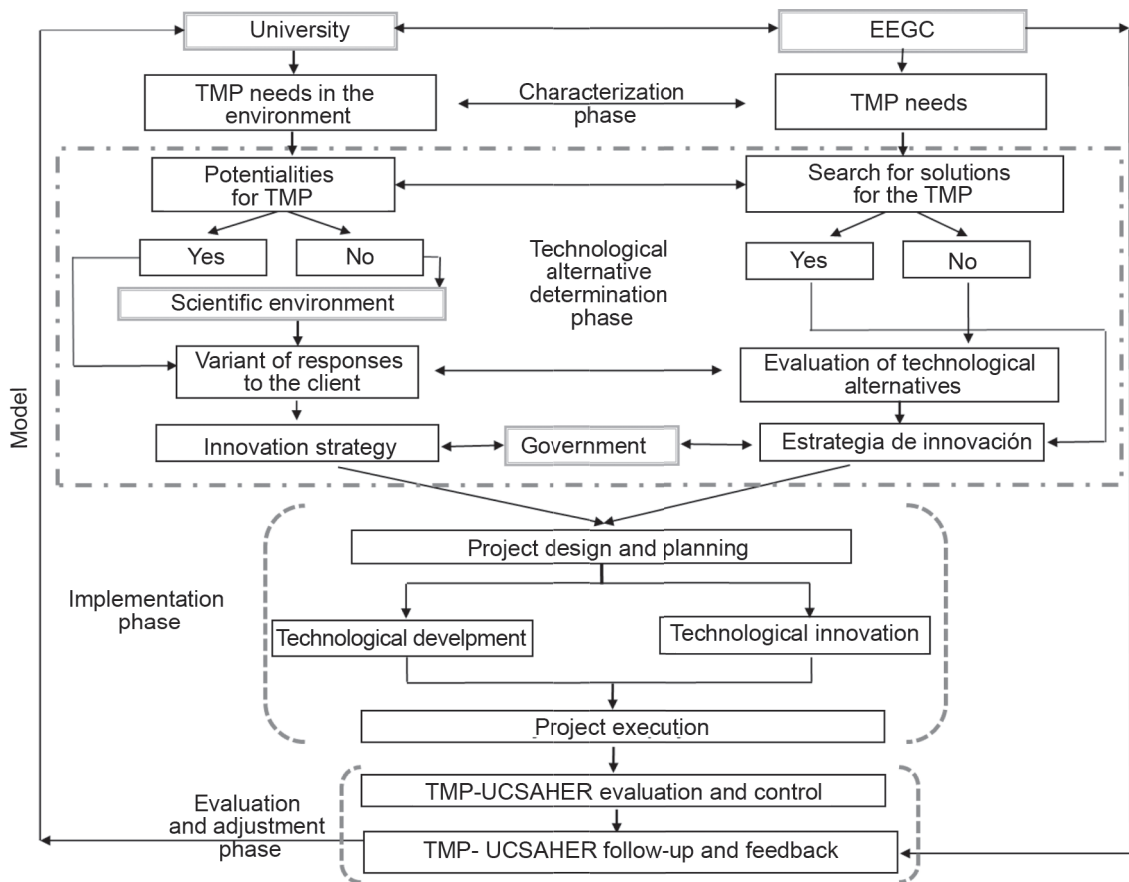 University
EEGC
TMP needs in the
environment
Characterization
phase
TMP needs
Potentialities
for TMP
Search for solutions
for the TMP
Yes
No
Technological
alternative
determination
phase
Yes
No
Scientific environment
Variant of responses
to the client
Evaluation of technological
alternatives
Model
Innovation strategy
Government
Estrategia de innovación
Project design and planning
Implementation
phase
Technological develpment
Technological innovation
Project execution
TMP-UCSAHER evaluation and control
Evaluation
and adjustment
phase
TMP- UCSAHER follow-up and feedback